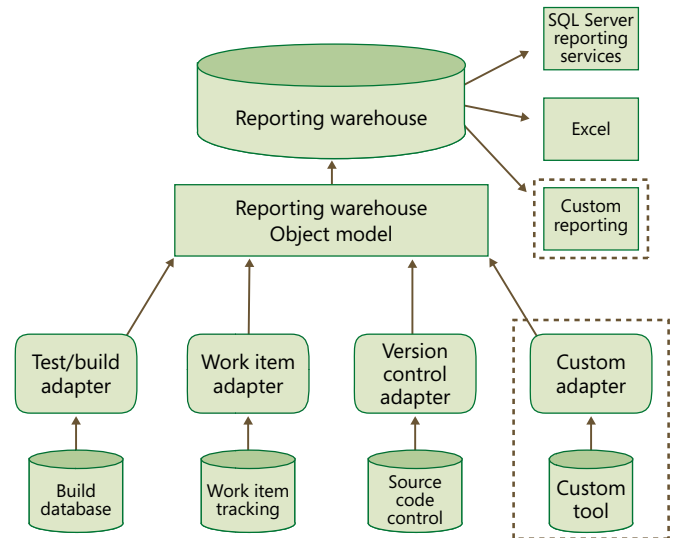 SQL Server
reporting
services
Reporting warehouse
Excel
Reporting warehouse
Object model
Custom
reporting
Test/build
adapter
Work item
adapter
Version
control
adapter
Custom
adapter
Build
database
Work item
tracking
Source
code
control
Custom
tool